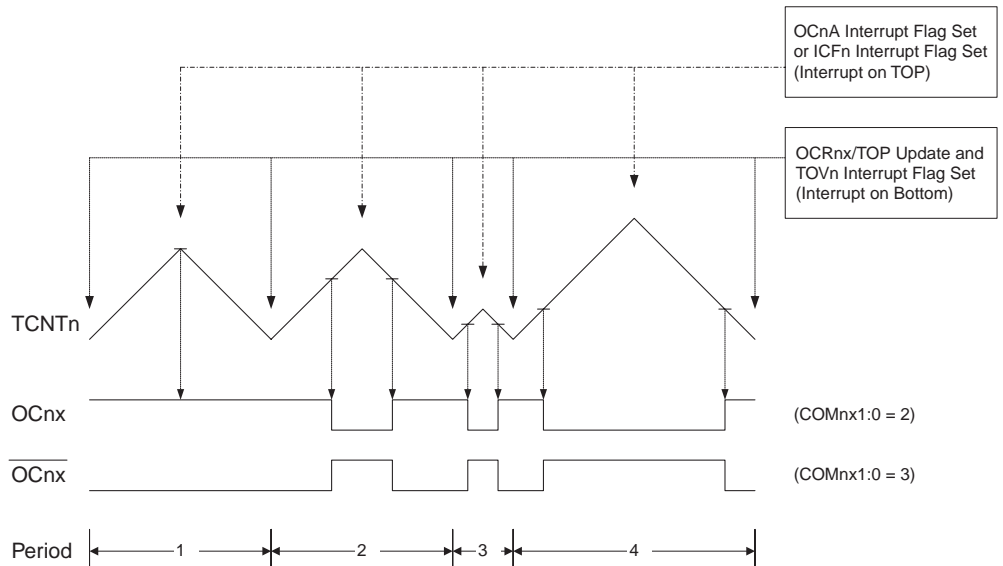 OCnA Interrupt Flag Set
or ICFn Interrupt Flag Set
(Interrupt on TOP)
OCRnx/TOP Update and
TOVn Interrupt Flag Set
(Interrupt on Bottom)
TCNTn
OCnx
(COMnx1:0 = 2)
OCnx
(COMnx1:0 = 3)
Period 1 2 3 4